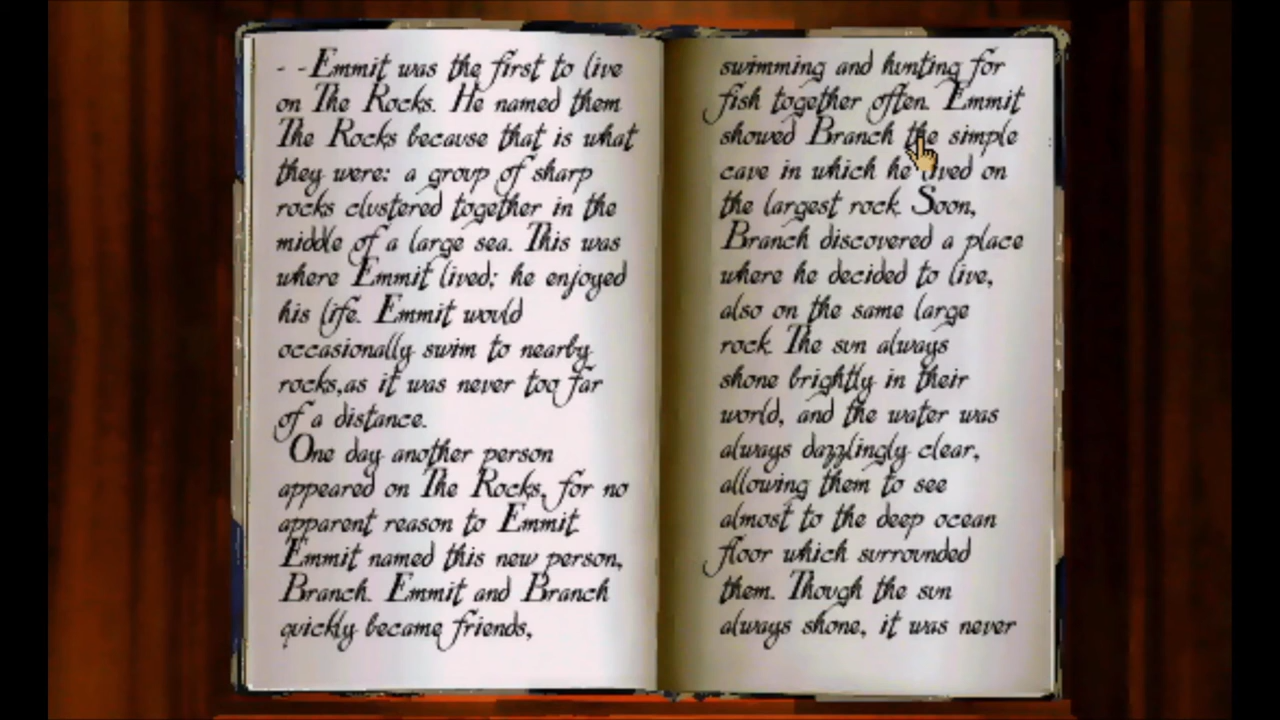 - -Emmit was the first to live
on The Rocks. He named them
The Rocks because that is what
they were: a group of sharp
rocks clustered together in the
middle of a large sea. This was
where Emmit lived; he enjoyed
his life. Emmit would
occasionally swim to nearby
rocks,as it was never too far
of a distance.
One day another person
appeared on The Rocks, for no
apparent reason to Emmit
Emmit named this new person,
Branch. Emmit and Branch
quickly became friends,
swimming and hunting for
fish together often. Emmit
showed Branch the simple
cave in which he lived on
the largest rock. Soon,
Branch discovered a place
where he decided to live,
also on the same large
rock. The sun always
shone brightly in their
world, and the water was
always dazzlingly clear,
allowing them to see
almost to the deep ocean
floor which surrounded
them. Though the sun
always shone, it was never